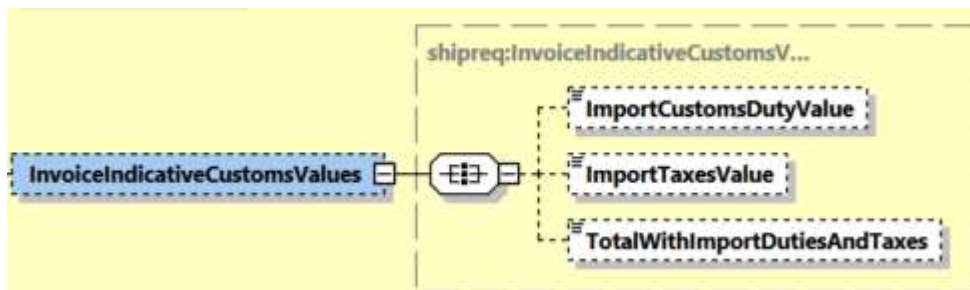 shipreq:InvoiceIndicativeCustomsV...
ImportCustomsDutyValue
InvoiceIndicativeCustomsValues
ImportTaxesValue
TotalWithImportDutiesAndTaxes